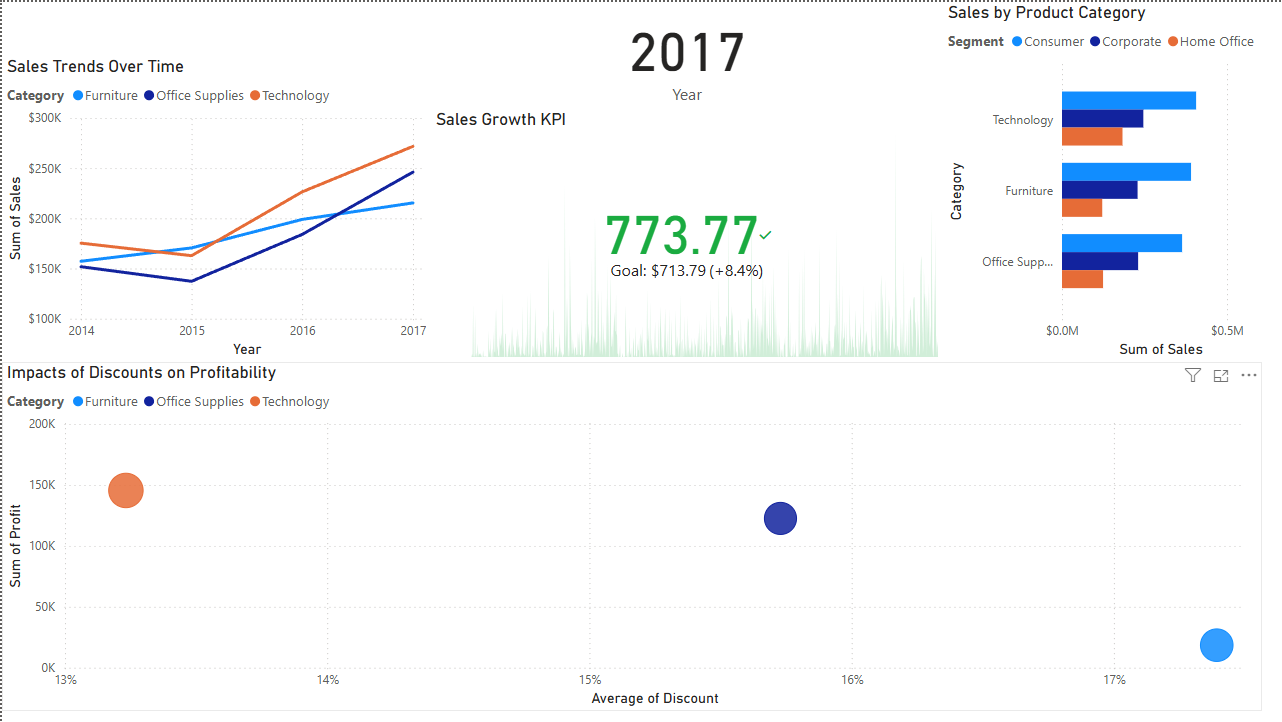 Sales Trends Over Time
Category Furniture Office Supplies Technology
Sum of Sales
$300K
$250K
$200K
$150K
$100K
2014 2015 2016 2017
Year
2017
Year
Sales Growth KPI
773.77
Goal: $713.79 (+8.4%)
Sales by Product Category
Segment Consumer Corporate Home Office
Category
Technology
Furniture
Office Supp...
$0.0M $0.5M
Sum of Sales
Impacts of Discounts on Profitability
Category Furniture Office Supplies Technology
Sum of Profit
200K
150K
100K
50K
0K
13% 14% 15% 16% 17%
Average of Discount